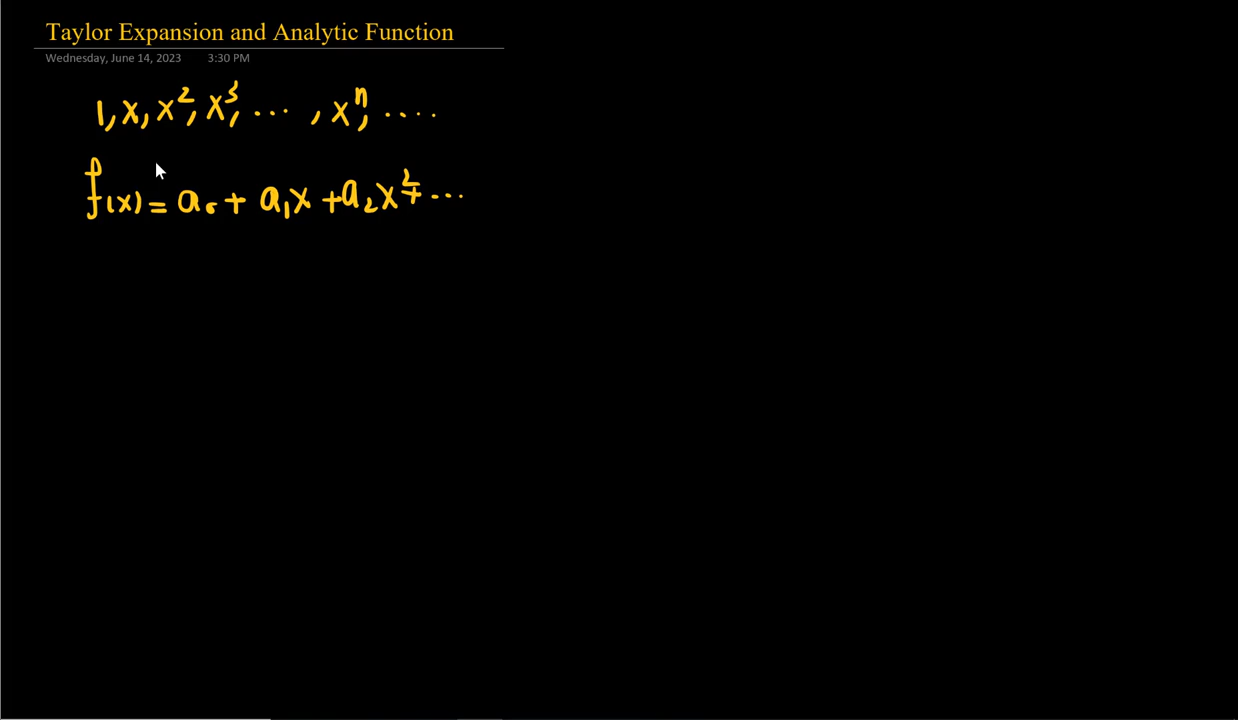 Taylor Expansion and Analytic Function
Wednesday, June 14, 2023 3:30 PM
1, x, x², x³, ... , xⁿ, ....
f(x) = a₀ + a₁x + a₂x² + ...